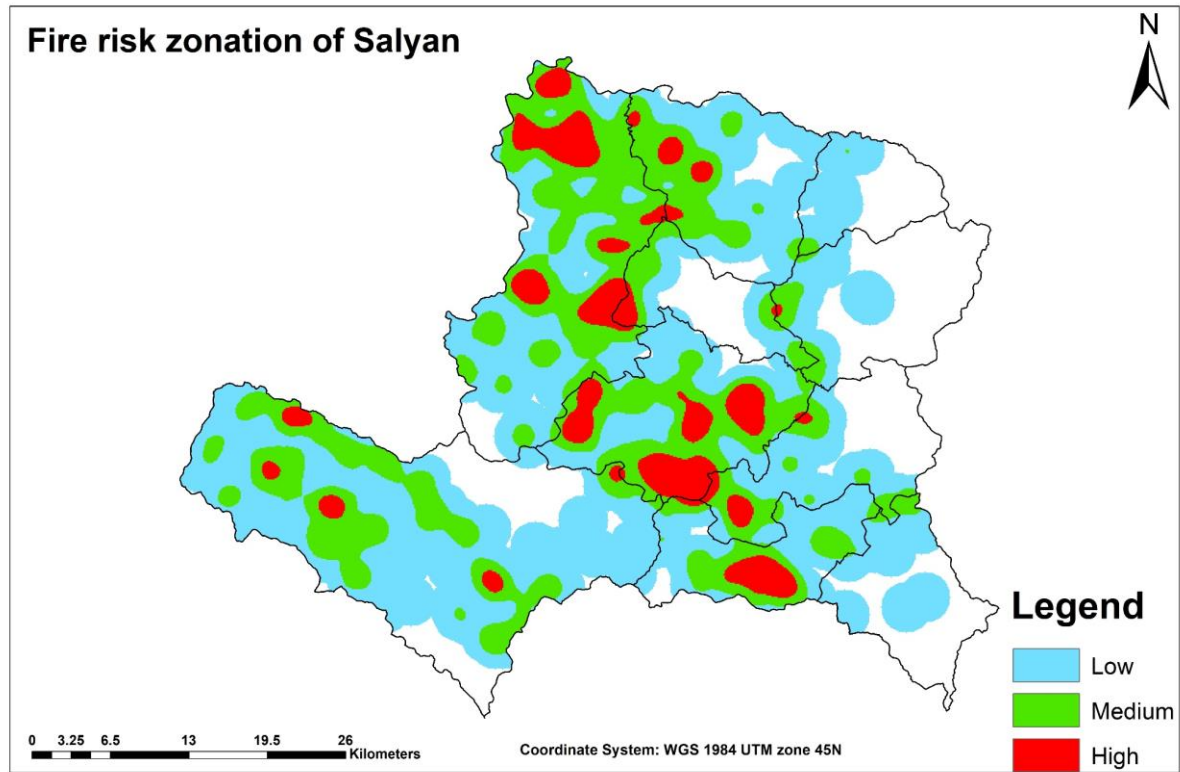 Fire risk zonation of Salyan
N
Legend
Low
Medium
High
0 3.25 6.5 13 19.5 26
Kilometers
Coordinate System: WGS 1984 UTM zone 45N